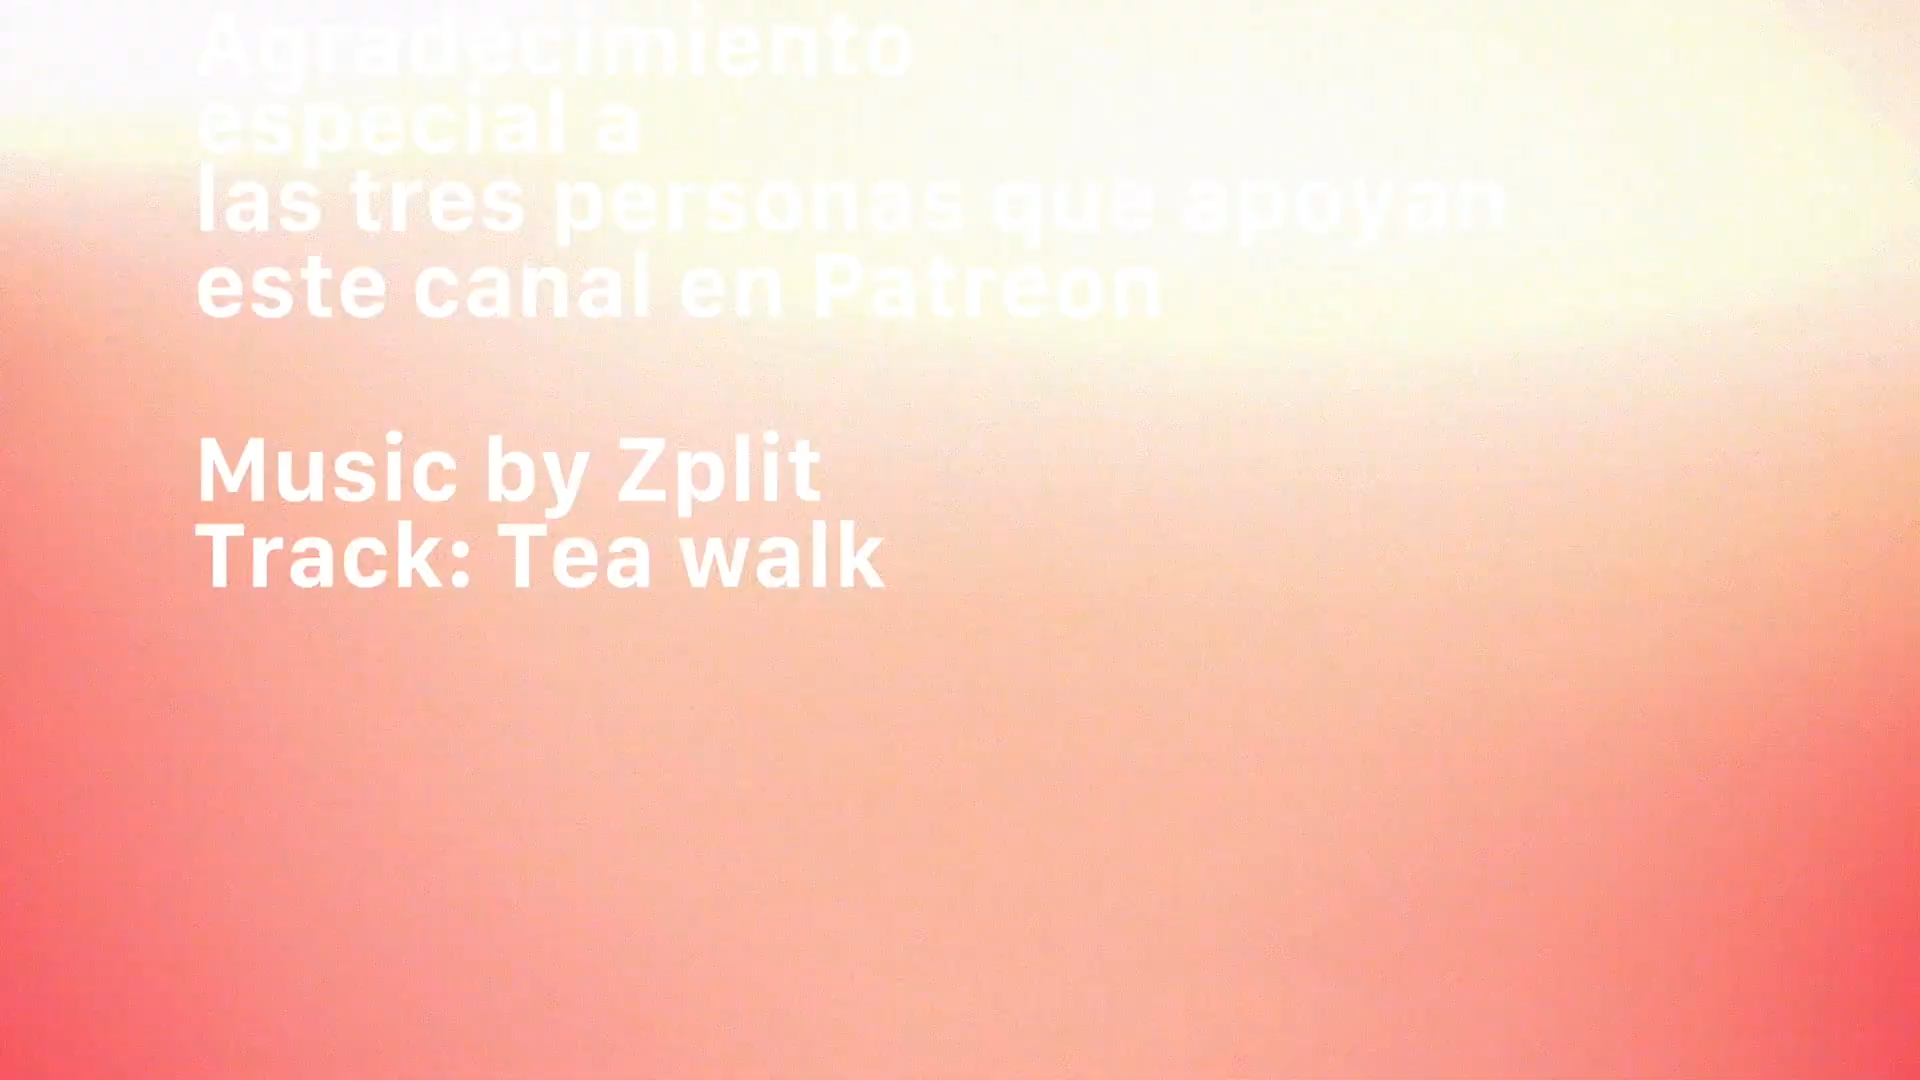 Agradecimiento
especial a
las tres personas que apoyan
este canal en Patreon
Music by Zplit
Track: Tea walk